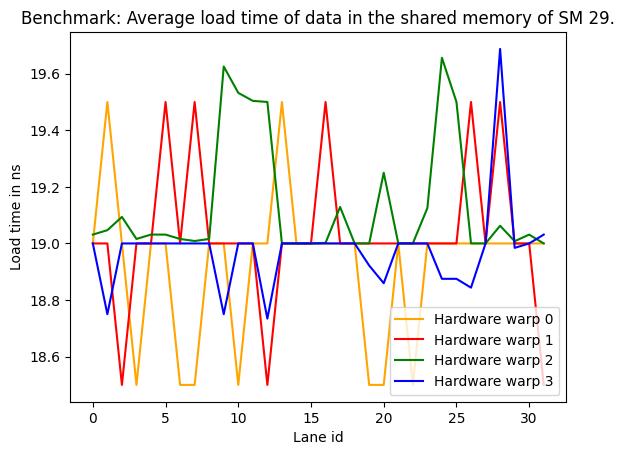 Benchmark: Average load time of data in the shared memory of SM 29.
Load time in ns
19.6
19.4
19.2
19.0
18.8
18.6
0
5
10
15
20
25
30
Lane id
Hardware warp 0
Hardware warp 1
Hardware warp 2
Hardware warp 3